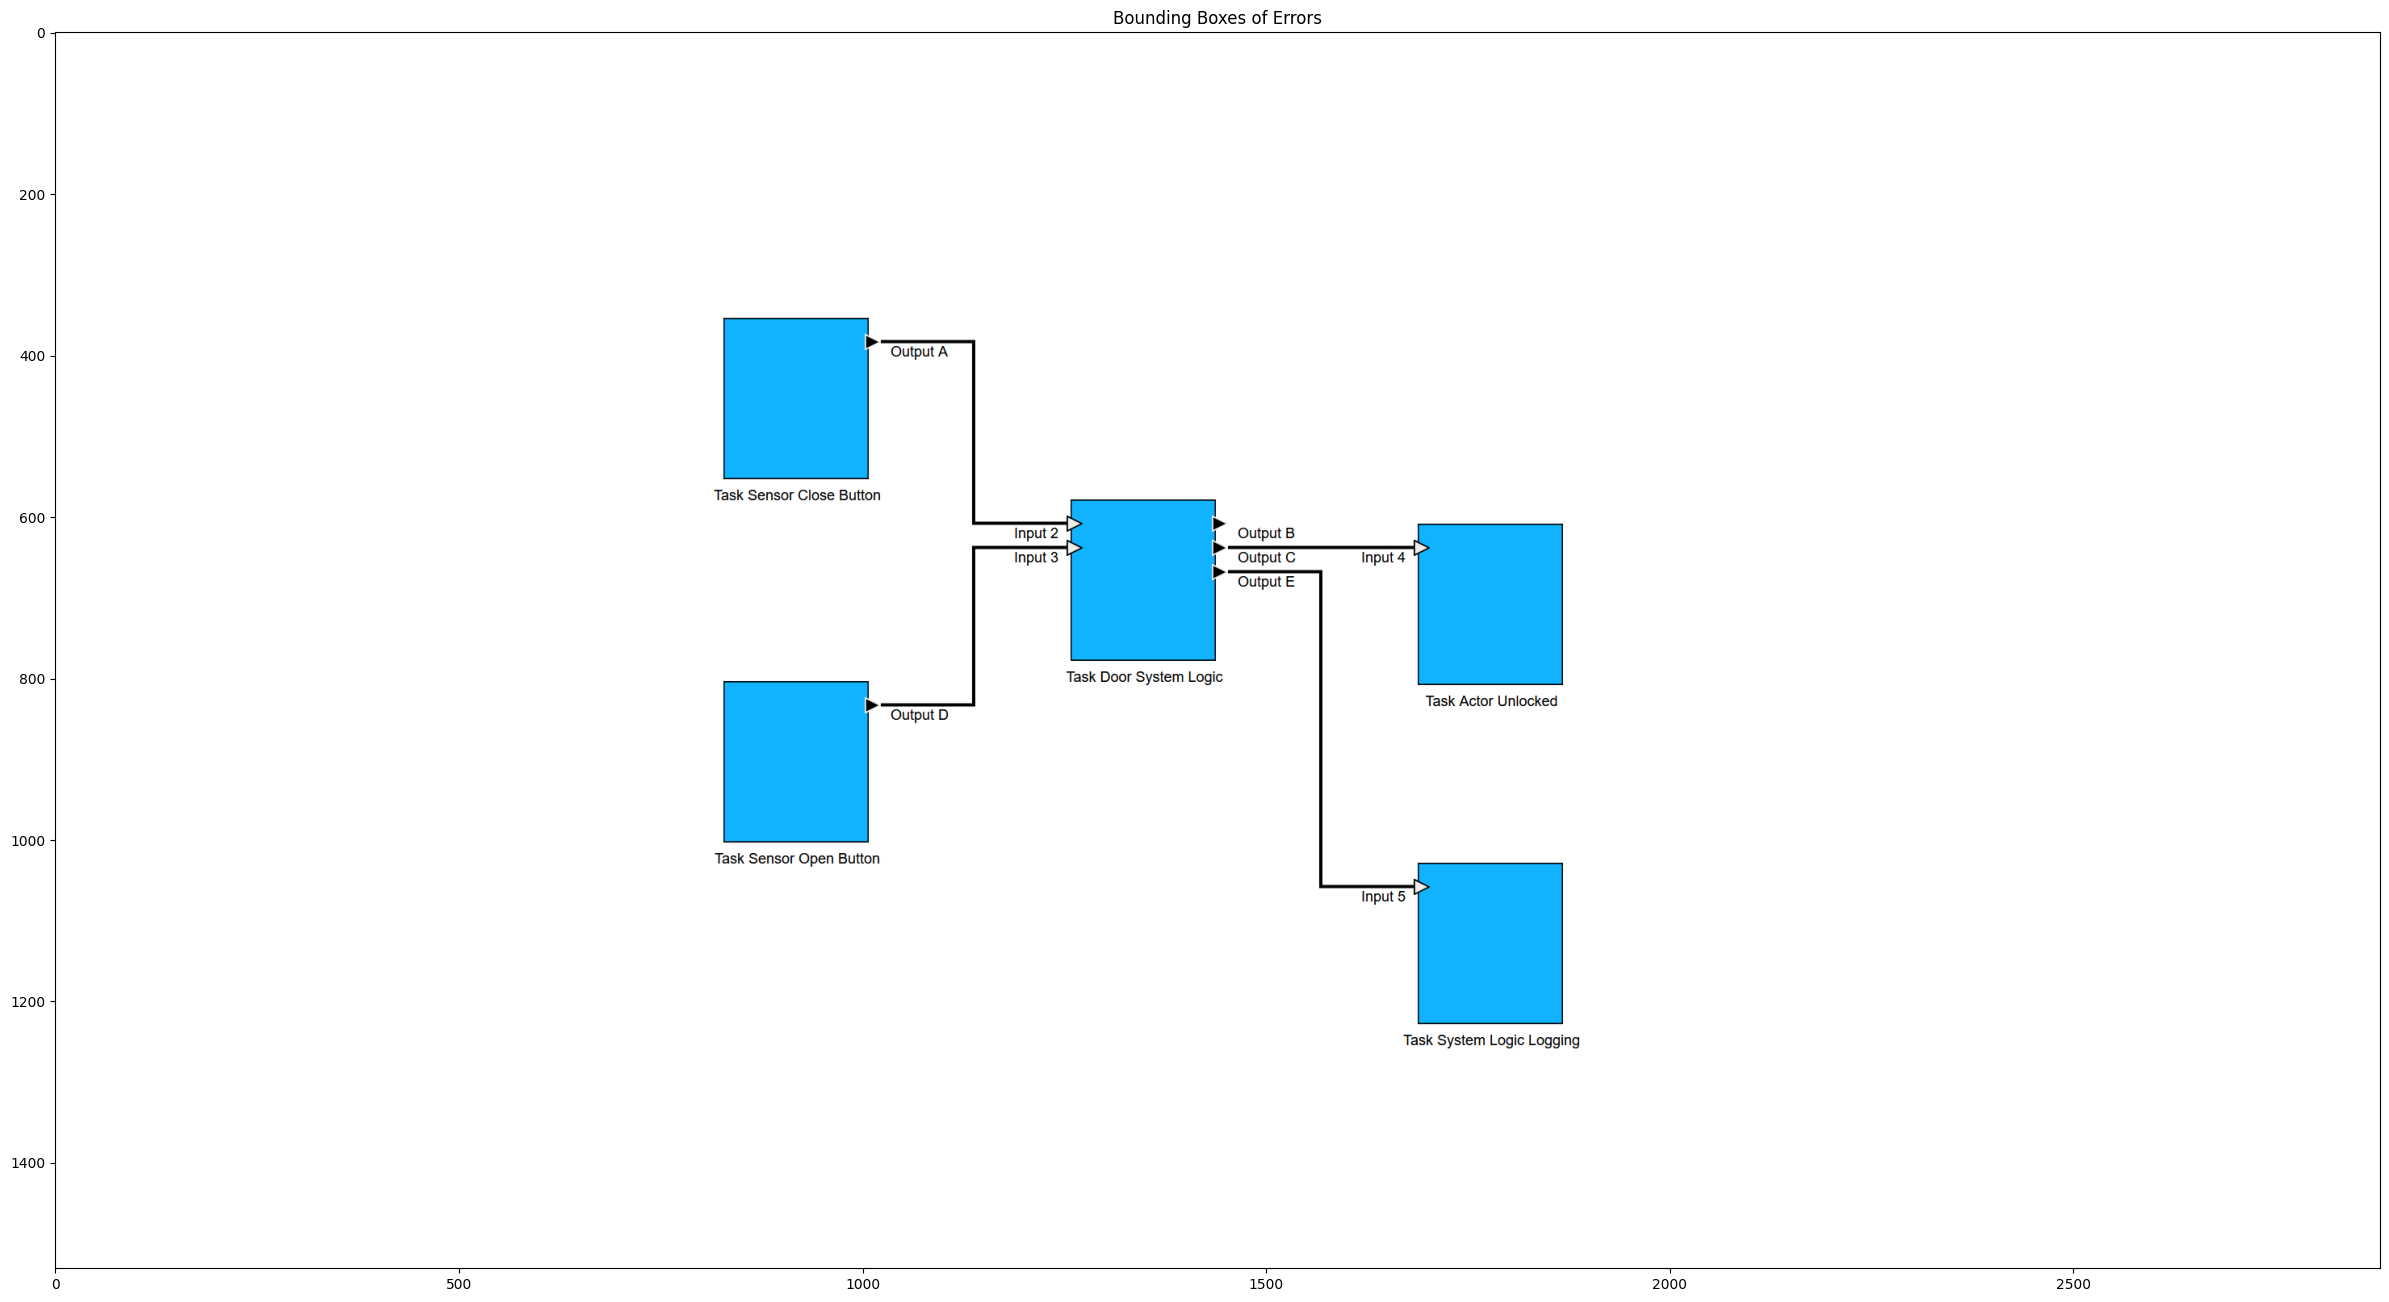 Bounding Boxes of Errors
0
200
400
600
800
1000
1200
1400
Output A
Task Sensor Close Button
Input 2
Input 3
Output B
Output C
Output E
Input 4
Task Door System Logic
Task Actor Unlocked
Output D
Task Sensor Open Button
Input 5
Task System Logic Logging
0
500
1000
1500
2000
2500